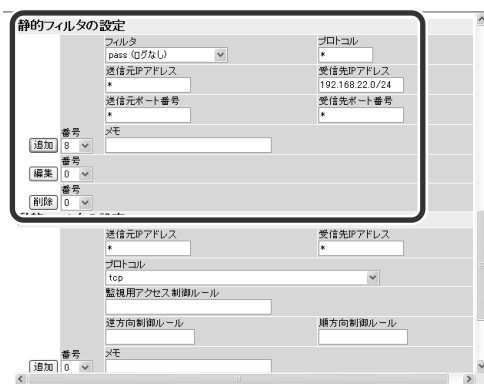 静的フィルタの設定
フィルタ プロトコル
pass (ログなし) *
送信元IPアドレス 受信先IPアドレス
* 192.168.22.0/24
送信元ポート番号 受信先ポート番号
* *
番号 メモ
追加 8
番号
編集 0
番号
削除 0
送信元IPアドレス 受信先IPアドレス
* *
プロトコル
tcp
監視用アクセス制御ルール
逆方向制御ルール 順方向制御ルール
番号 メモ
追加 0